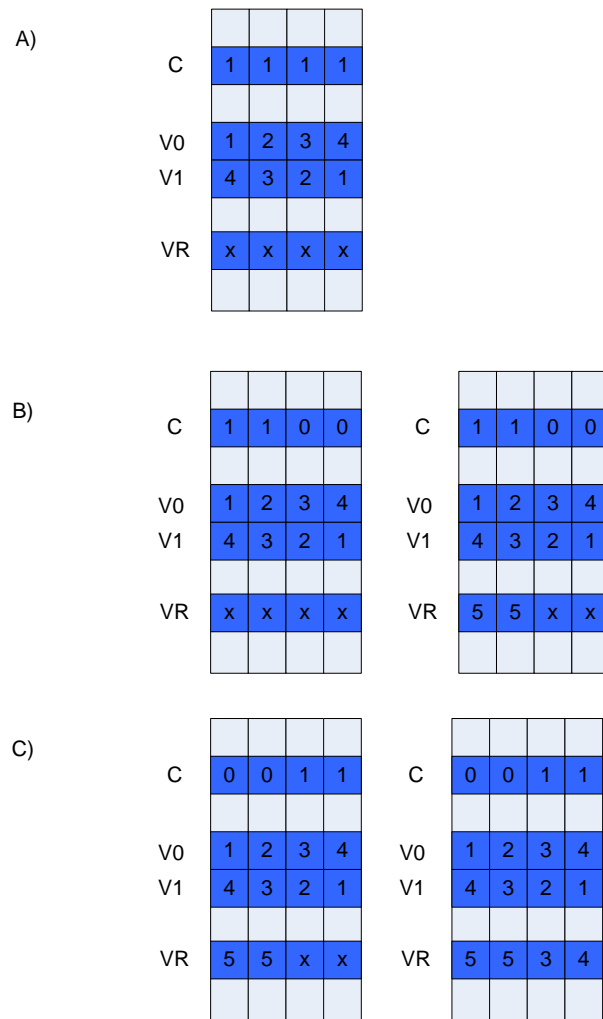 A)
C 1 1 1 1
V0 1 2 3 4
V1 4 3 2 1
VR x x x x
B)
C 1 1 0 0 C 1 1 0 0
V0 1 2 3 4 V0 1 2 3 4
V1 4 3 2 1 V1 4 3 2 1
VR x x x x VR 5 5 x x
C)
C 0 0 1 1 C 0 0 1 1
V0 1 2 3 4 V0 1 2 3 4
V1 4 3 2 1 V1 4 3 2 1
VR 5 5 x x VR 5 5 3 4